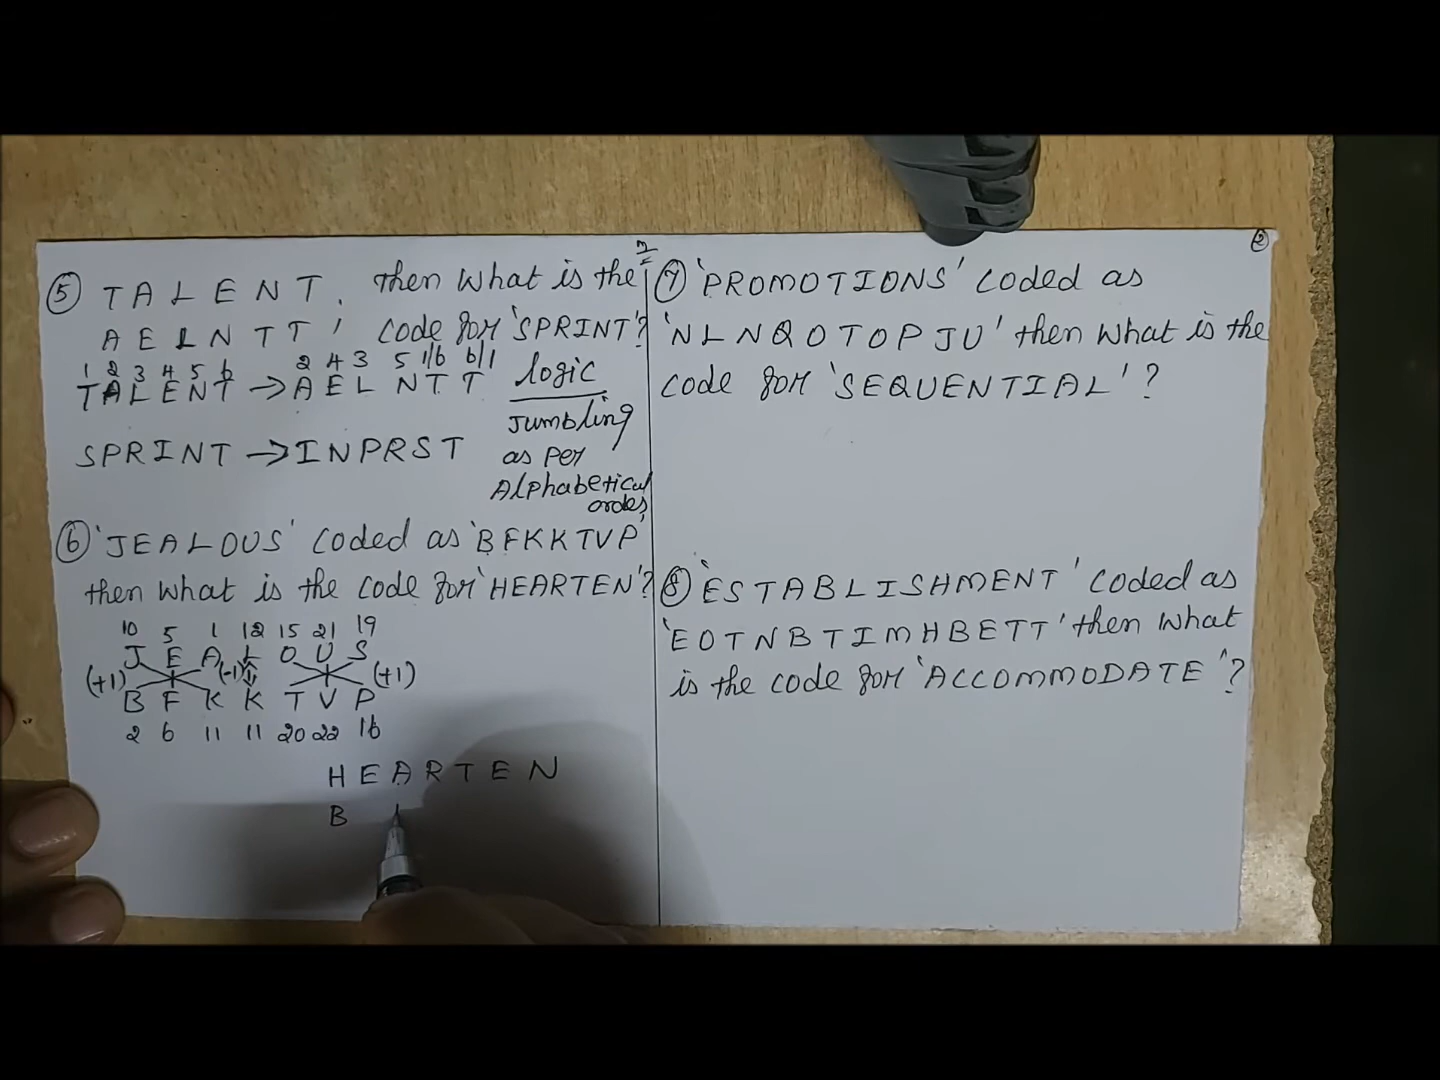 ⑤ TALENT, then what is the
AELNTT, code for 'SPRINT'?
1 2 3 4 5 6 2 4 3 5 1/6 6/1
TALENT → AELNTT
logic
Jumbling
as per
Alphabetical
order
SPRINT → INPRST
⑥ 'JEALOUS' coded as 'BFKKTVP'
then what is the code for 'HEARTEN'?
10 5 1 12 15 21 19
J E A L O U S
(+1) (-1) (+1)
B F K K T V P
2 6 11 11 20 22 16
H E A R T E N
B
②
⑦ 'PROMOTIONS' coded as
'NLNQOTOPJU' then what is the
code for 'SEQUENTIAL'?
⑧ 'ESTABLISHMENT' coded as
'EOTNBTIMHBETT' then what
is the code for 'ACCOMMODATE'?